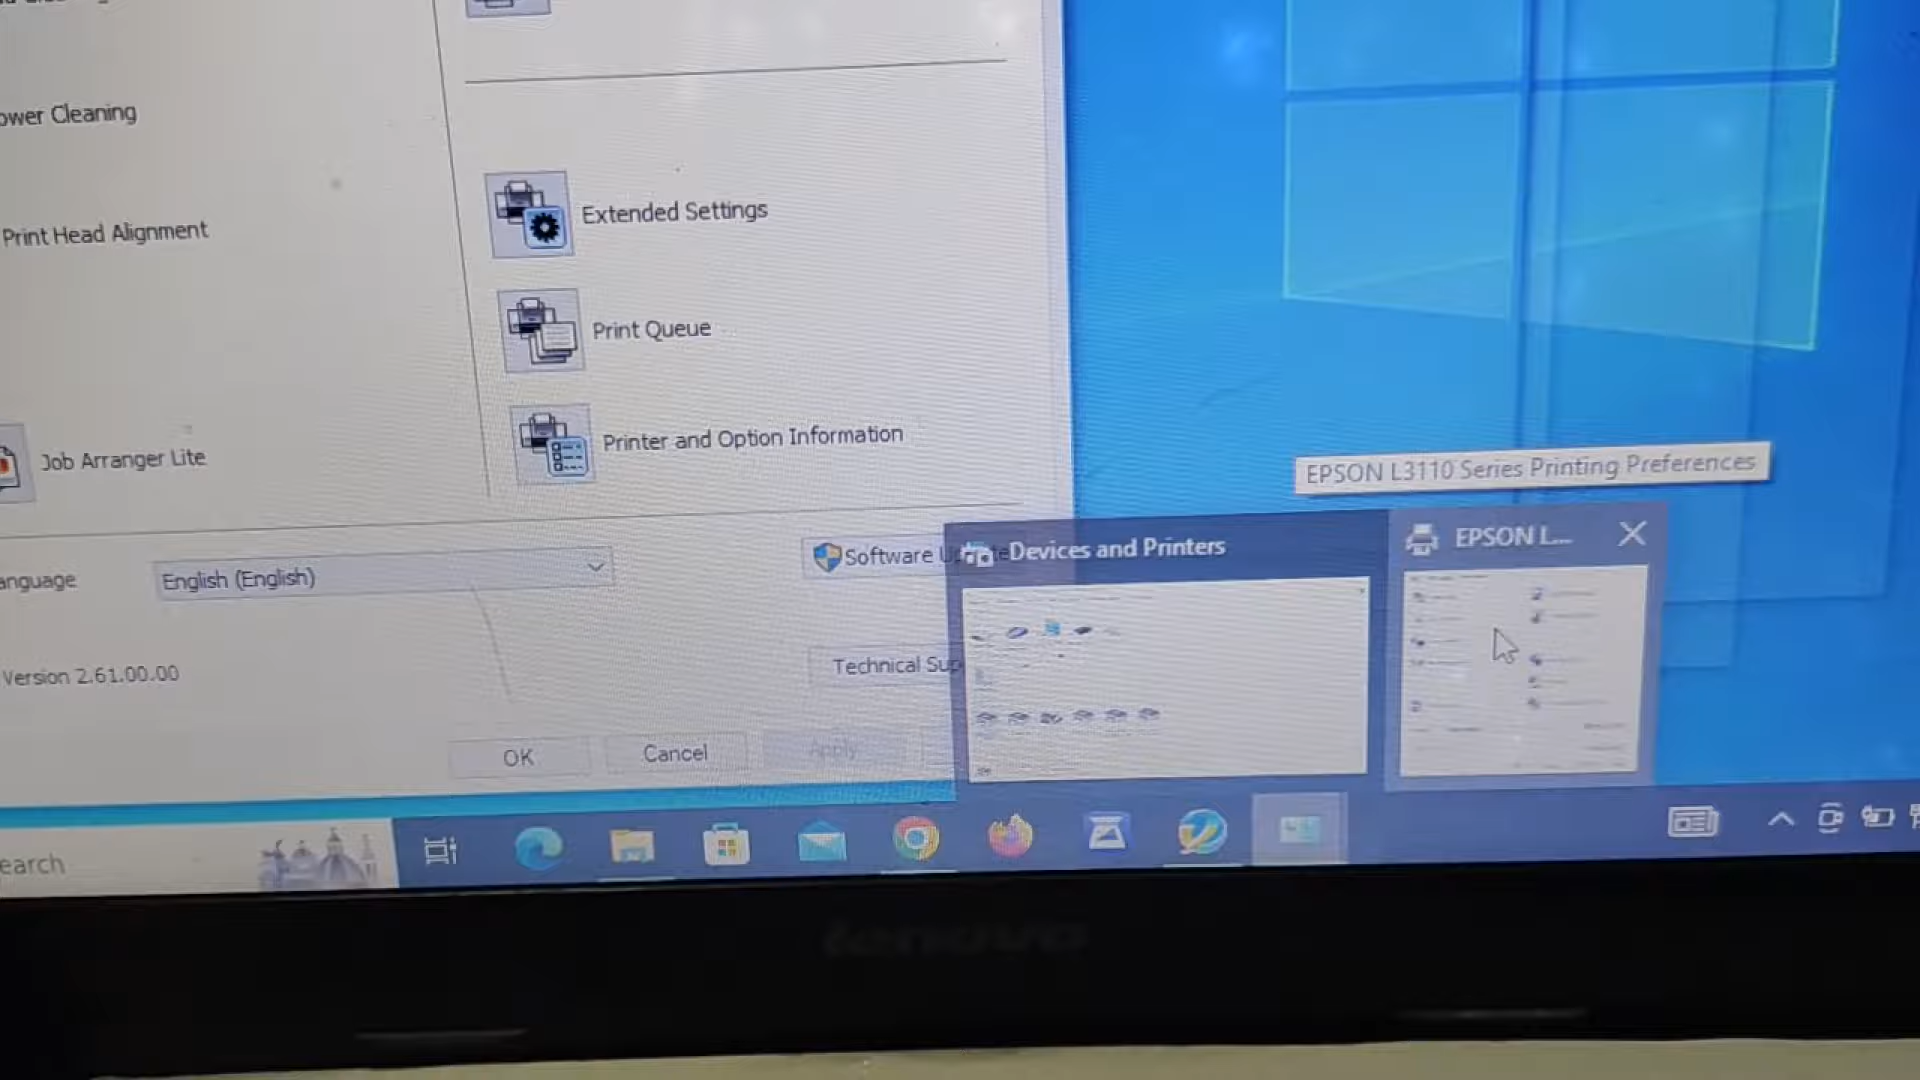 ower Cleaning
Print Head Alignment
Extended Settings
Print Queue
Printer and Option Information
Job Arranger Lite
EPSON L3110 Series Printing Preferences
Devices and Printers
EPSON L...
anguage
English (English)
Software U
Version 2.61.00.00
Technical Sup
OK
Cancel
Apply
earch